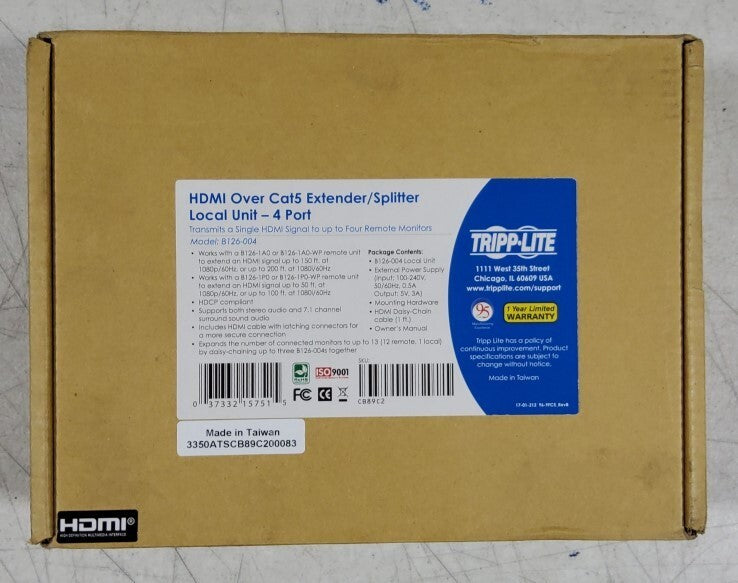 HDMI Over Cat5 Extender/Splitter
Local Unit – 4 Port
Transmits a Single HDMI Signal to up to Four Remote Monitors
Model: B126-004
• Works with a B126-1A0 or B126-1A0-WP remote unit
to extend an HDMI signal up to 150 ft. at
1080p/60Hz, or up to 200 ft. at 1080i/60Hz
• Works with a B126-1P0 or B126-1P0-WP remote unit
to extend an HDMI signal up to 50 ft. at
1080p/60Hz, or up to 100 ft. at 1080i/60Hz
• HDCP compliant
• Supports both stereo audio and 7.1 channel
surround sound audio
• Includes HDMI cable with latching connectors for
a more secure connection
• Expands the number of connected monitors to up to 13 (12 remote, 1 local)
by daisy-chaining up to three B126-004s together
Package Contents:
• B126-004 Local Unit
• External Power Supply
(Input: 100-240V,
50/60Hz, 0.5A
Output: 5V, 3A)
• Mounting Hardware
• HDMI Daisy-Chain
cable (1 ft.)
• Owner's Manual
TRIPP-LITE
1111 West 35th Street
Chicago, IL 60609 USA
www.tripplite.com/support
95
1 Year Limited
WARRANTY
Tripp Lite has a policy of
continuous improvement. Product
specifications are subject to
change without notice.
Made in Taiwan
0 37332 15751 5
RoHS
ISO9001
FC CE
SKU:
CB89C2
Made in Taiwan
3350ATSCB89C200083
HDMI®
HIGH DEFINITION MULTIMEDIA INTERFACE